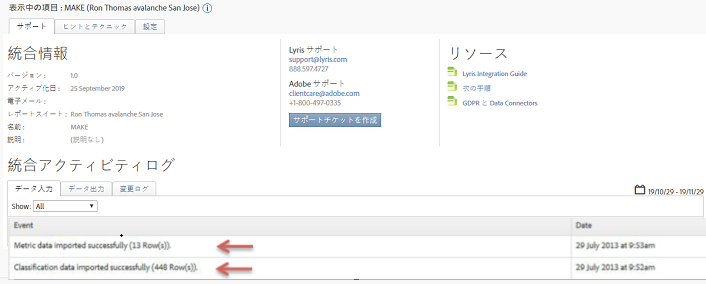 表示中の項目 : MAKE (Ron Thomas avalanche San Jose)
サポート ヒントとテクニック 設定
統合情報
バージョン : 1.0
アクティブ化日 : 25 September 2019
電子メール :
レポートスイート : Ron Thomas avalanche San Jose
名前 : MAKE
説明 : (説明なし)
Lyris サポート
support@lyris.com
888.597.4727
Adobe サポート
clientcare@adobe.com
+1-800-497-0335
サポートチケットを作成
リソース
Lyris Integration Guide
次の手順
GDPR と Data Connectors
統合アクティビティログ
データ入力 データ出力 変更ログ
19/10/29 - 19/11/29
Show: All
Event Date
Metric data imported successfully (13 Row(s)). 29 July 2013 at 9:53am
Classification data imported successfully (448 Row(s)). 29 July 2013 at 9:52am